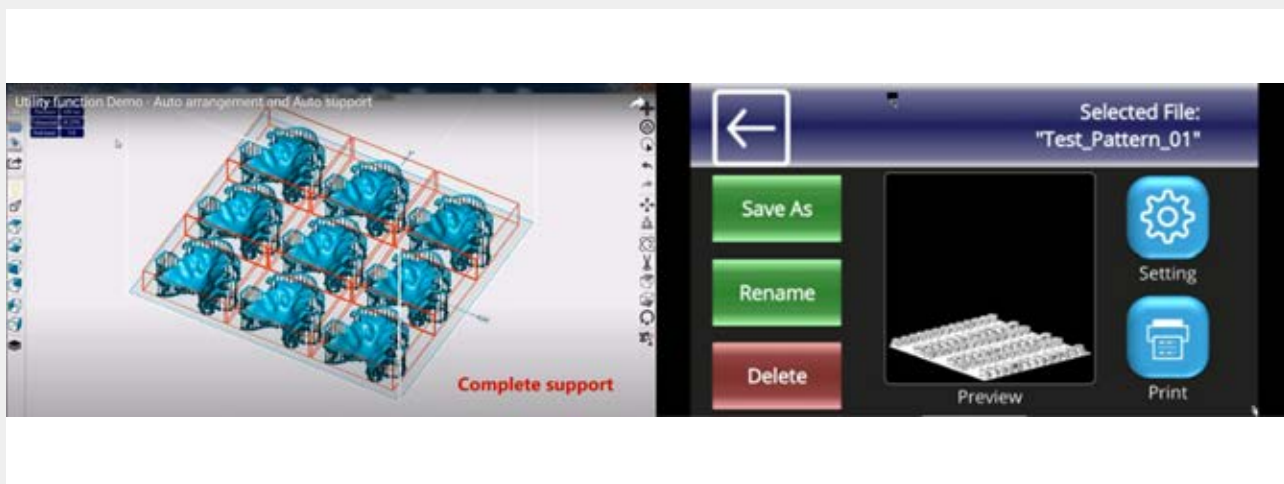 Utility function Demo - Auto arrangement and Auto support
Complete support
Selected File:
"Test_Pattern_01"
Save As
Rename
Delete
Preview
Setting
Print